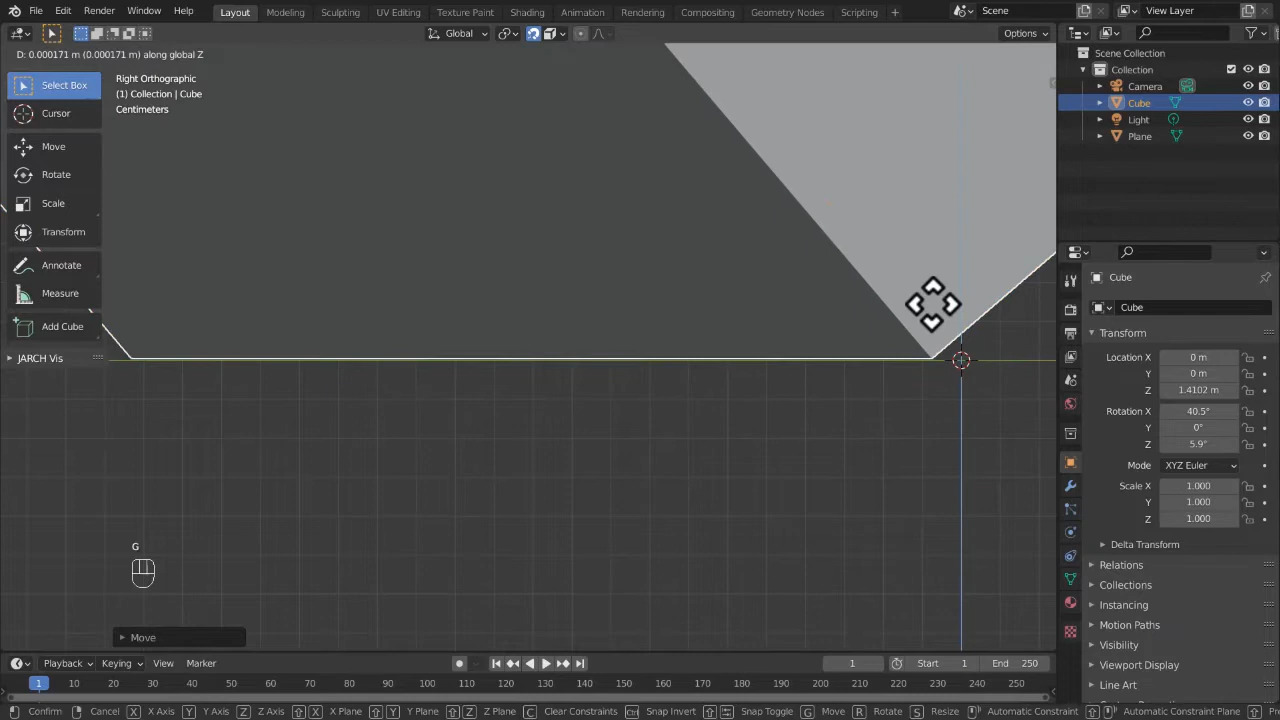 File Edit Render Window Help Layout Modeling Sculpting UV Editing Texture Paint Shading Animation Rendering Compositing Geometry Nodes Scripting + Scene View Layer
Global Options
D: 0.000171 m (0.000171 m) along global Z
Select Box
Cursor
Move
Rotate
Scale
Transform
Annotate
Measure
Add Cube
JARCH Vis
Right Orthographic
(1) Collection | Cube
Centimeters
G
Move
Scene Collection
Collection
Camera
Cube
Light
Plane
Cube
Cube
Transform
Location X 0 m
Y 0 m
Z 1.4102 m
Rotation X 40.5°
Y 0°
Z 5.9°
Mode XYZ Euler
Scale X 1.000
Y 1.000
Z 1.000
Delta Transform
Relations
Collections
Instancing
Motion Paths
Visibility
Viewport Display
Line Art
Playback Keying View Marker 1 Start 1 End 250
1 10 20 30 40 50 60 70 80 90 100 110 120 130 140 150 160 170 180 190 200 210 220 230 240 250
Confirm Cancel X X Axis Y Y Axis Z Z Axis X X Plane Y Y Plane Z Z Plane C Clear Constraints Ctrl Snap Invert Snap Toggle G Move R Rotate S Resize Automatic Constraint Automatic Constraint Plane